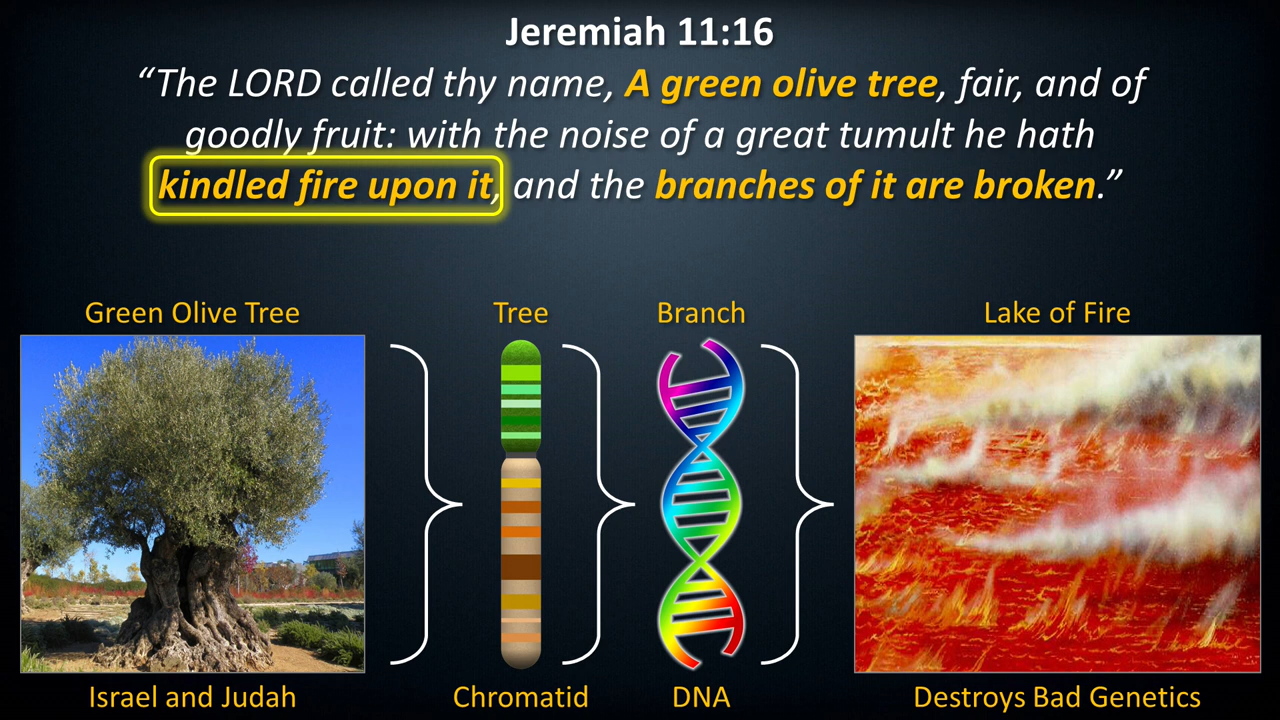 Jeremiah 11:16
“The LORD called thy name, A green olive tree, fair, and of
goodly fruit: with the noise of a great tumult he hath
kindled fire upon it, and the branches of it are broken.”
Green Olive Tree
Tree
Branch
Lake of Fire
Israel and Judah
Chromatid
DNA
Destroys Bad Genetics